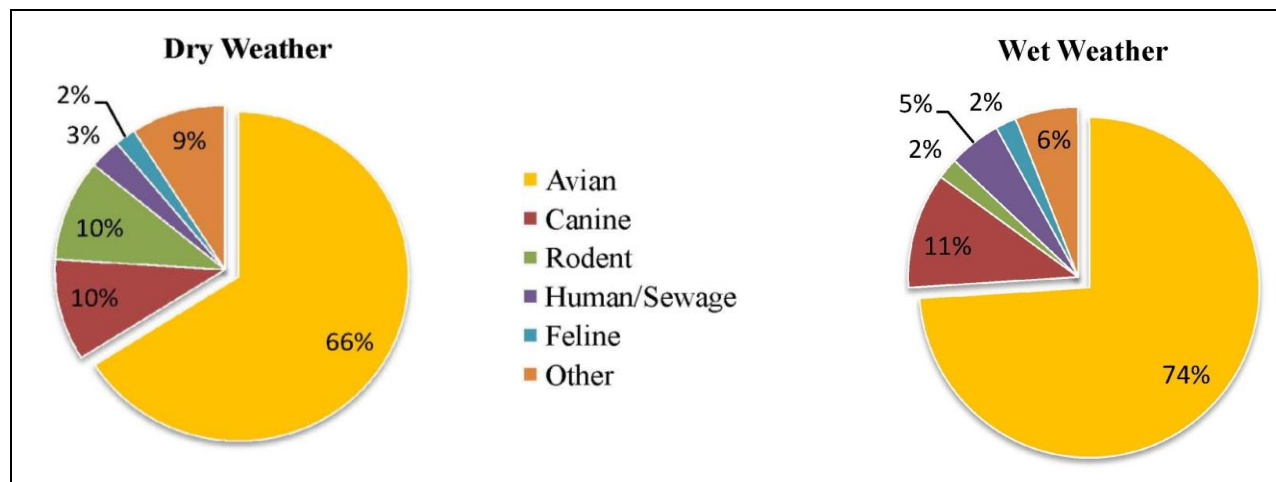 Dry Weather
2%
3%
9%
10%
10%
66%
Avian
Canine
Rodent
Human/Sewage
Feline
Other
Wet Weather
5%
2%
2%
6%
11%
74%